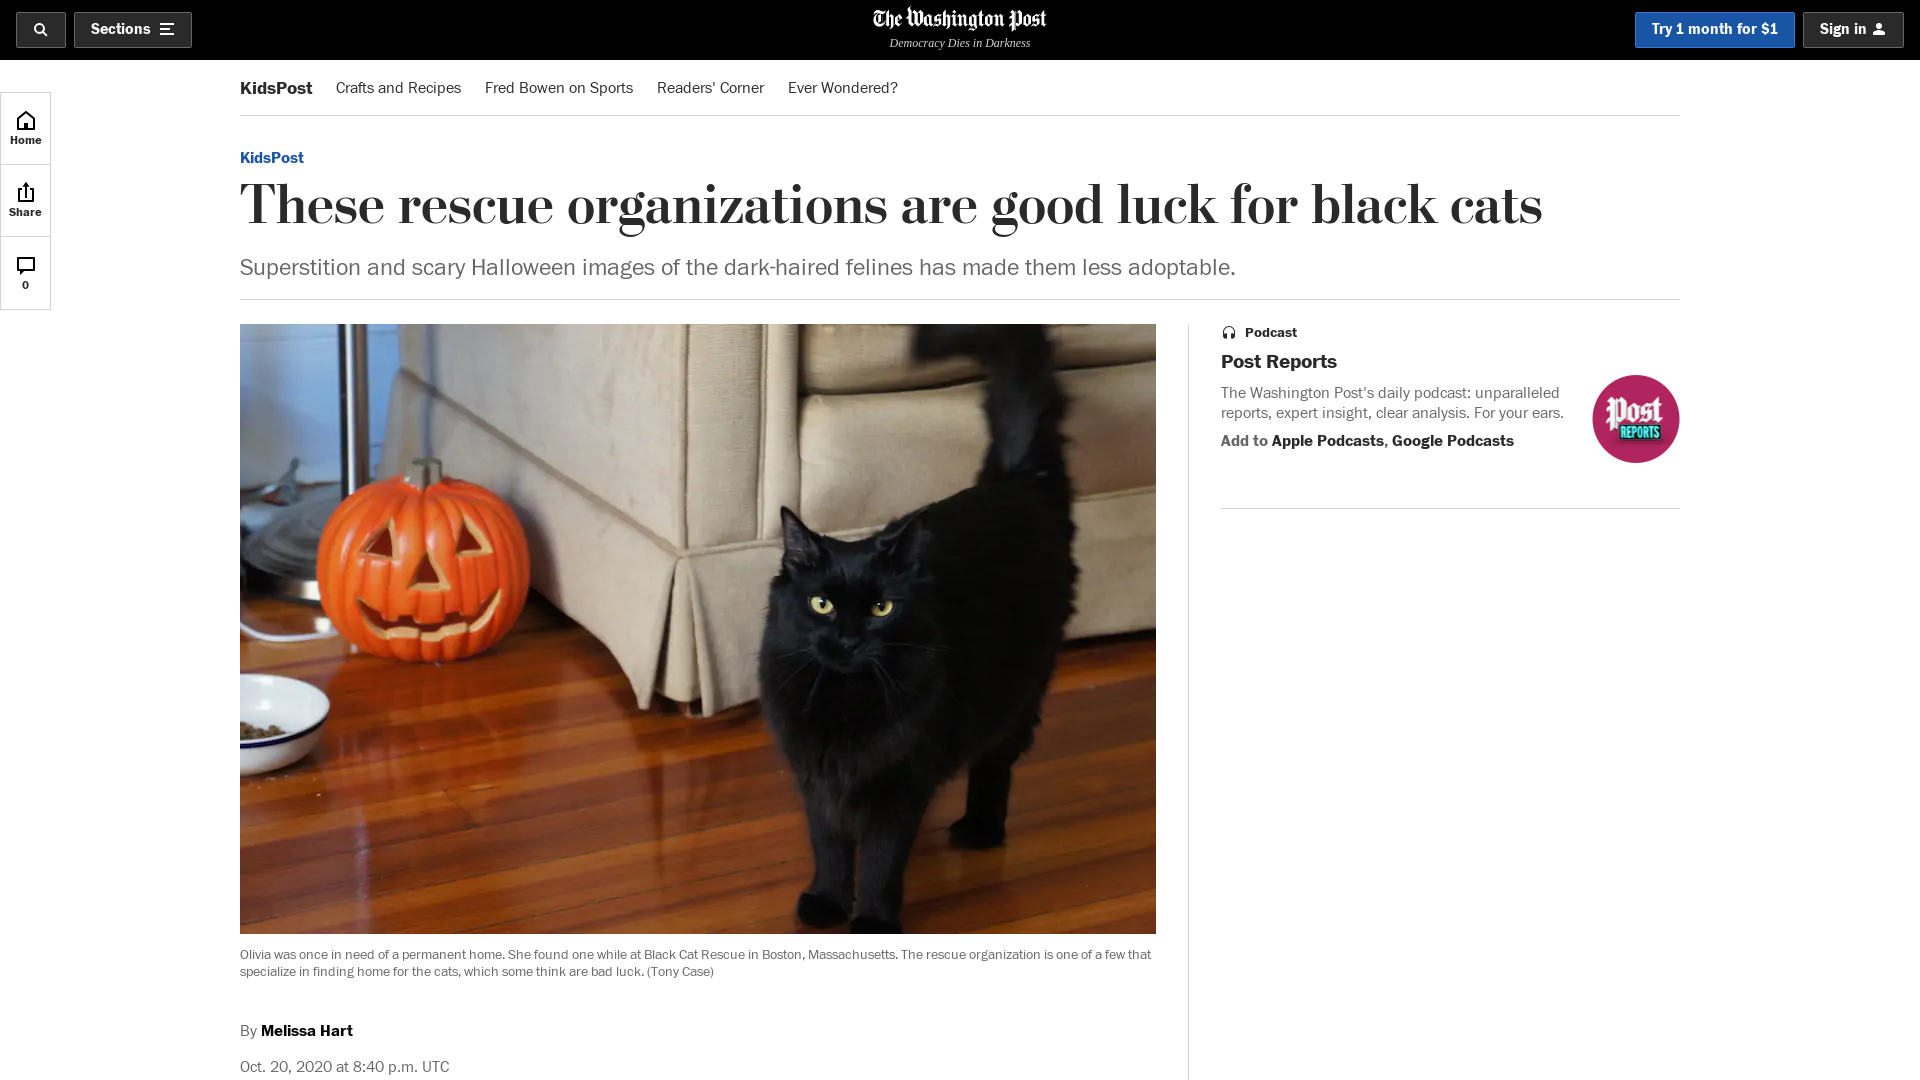 Sections
The Washington Post
Democracy Dies in Darkness
Try 1 month for $1
Sign in
Home
Share
0
KidsPost Crafts and Recipes Fred Bowen on Sports Readers' Corner Ever Wondered?
KidsPost
These rescue organizations are good luck for black cats
Superstition and scary Halloween images of the dark-haired felines has made them less adoptable.
Olivia was once in need of a permanent home. She found one while at Black Cat Rescue in Boston, Massachusetts. The rescue organization is one of a few that
specialize in finding home for the cats, which some think are bad luck. (Tony Case)
By Melissa Hart
Oct. 20, 2020 at 8:40 p.m. UTC
Podcast
Post Reports
The Washington Post's daily podcast: unparalleled
reports, expert insight, clear analysis. For your ears.
Add to Apple Podcasts, Google Podcasts
Post
REPORTS